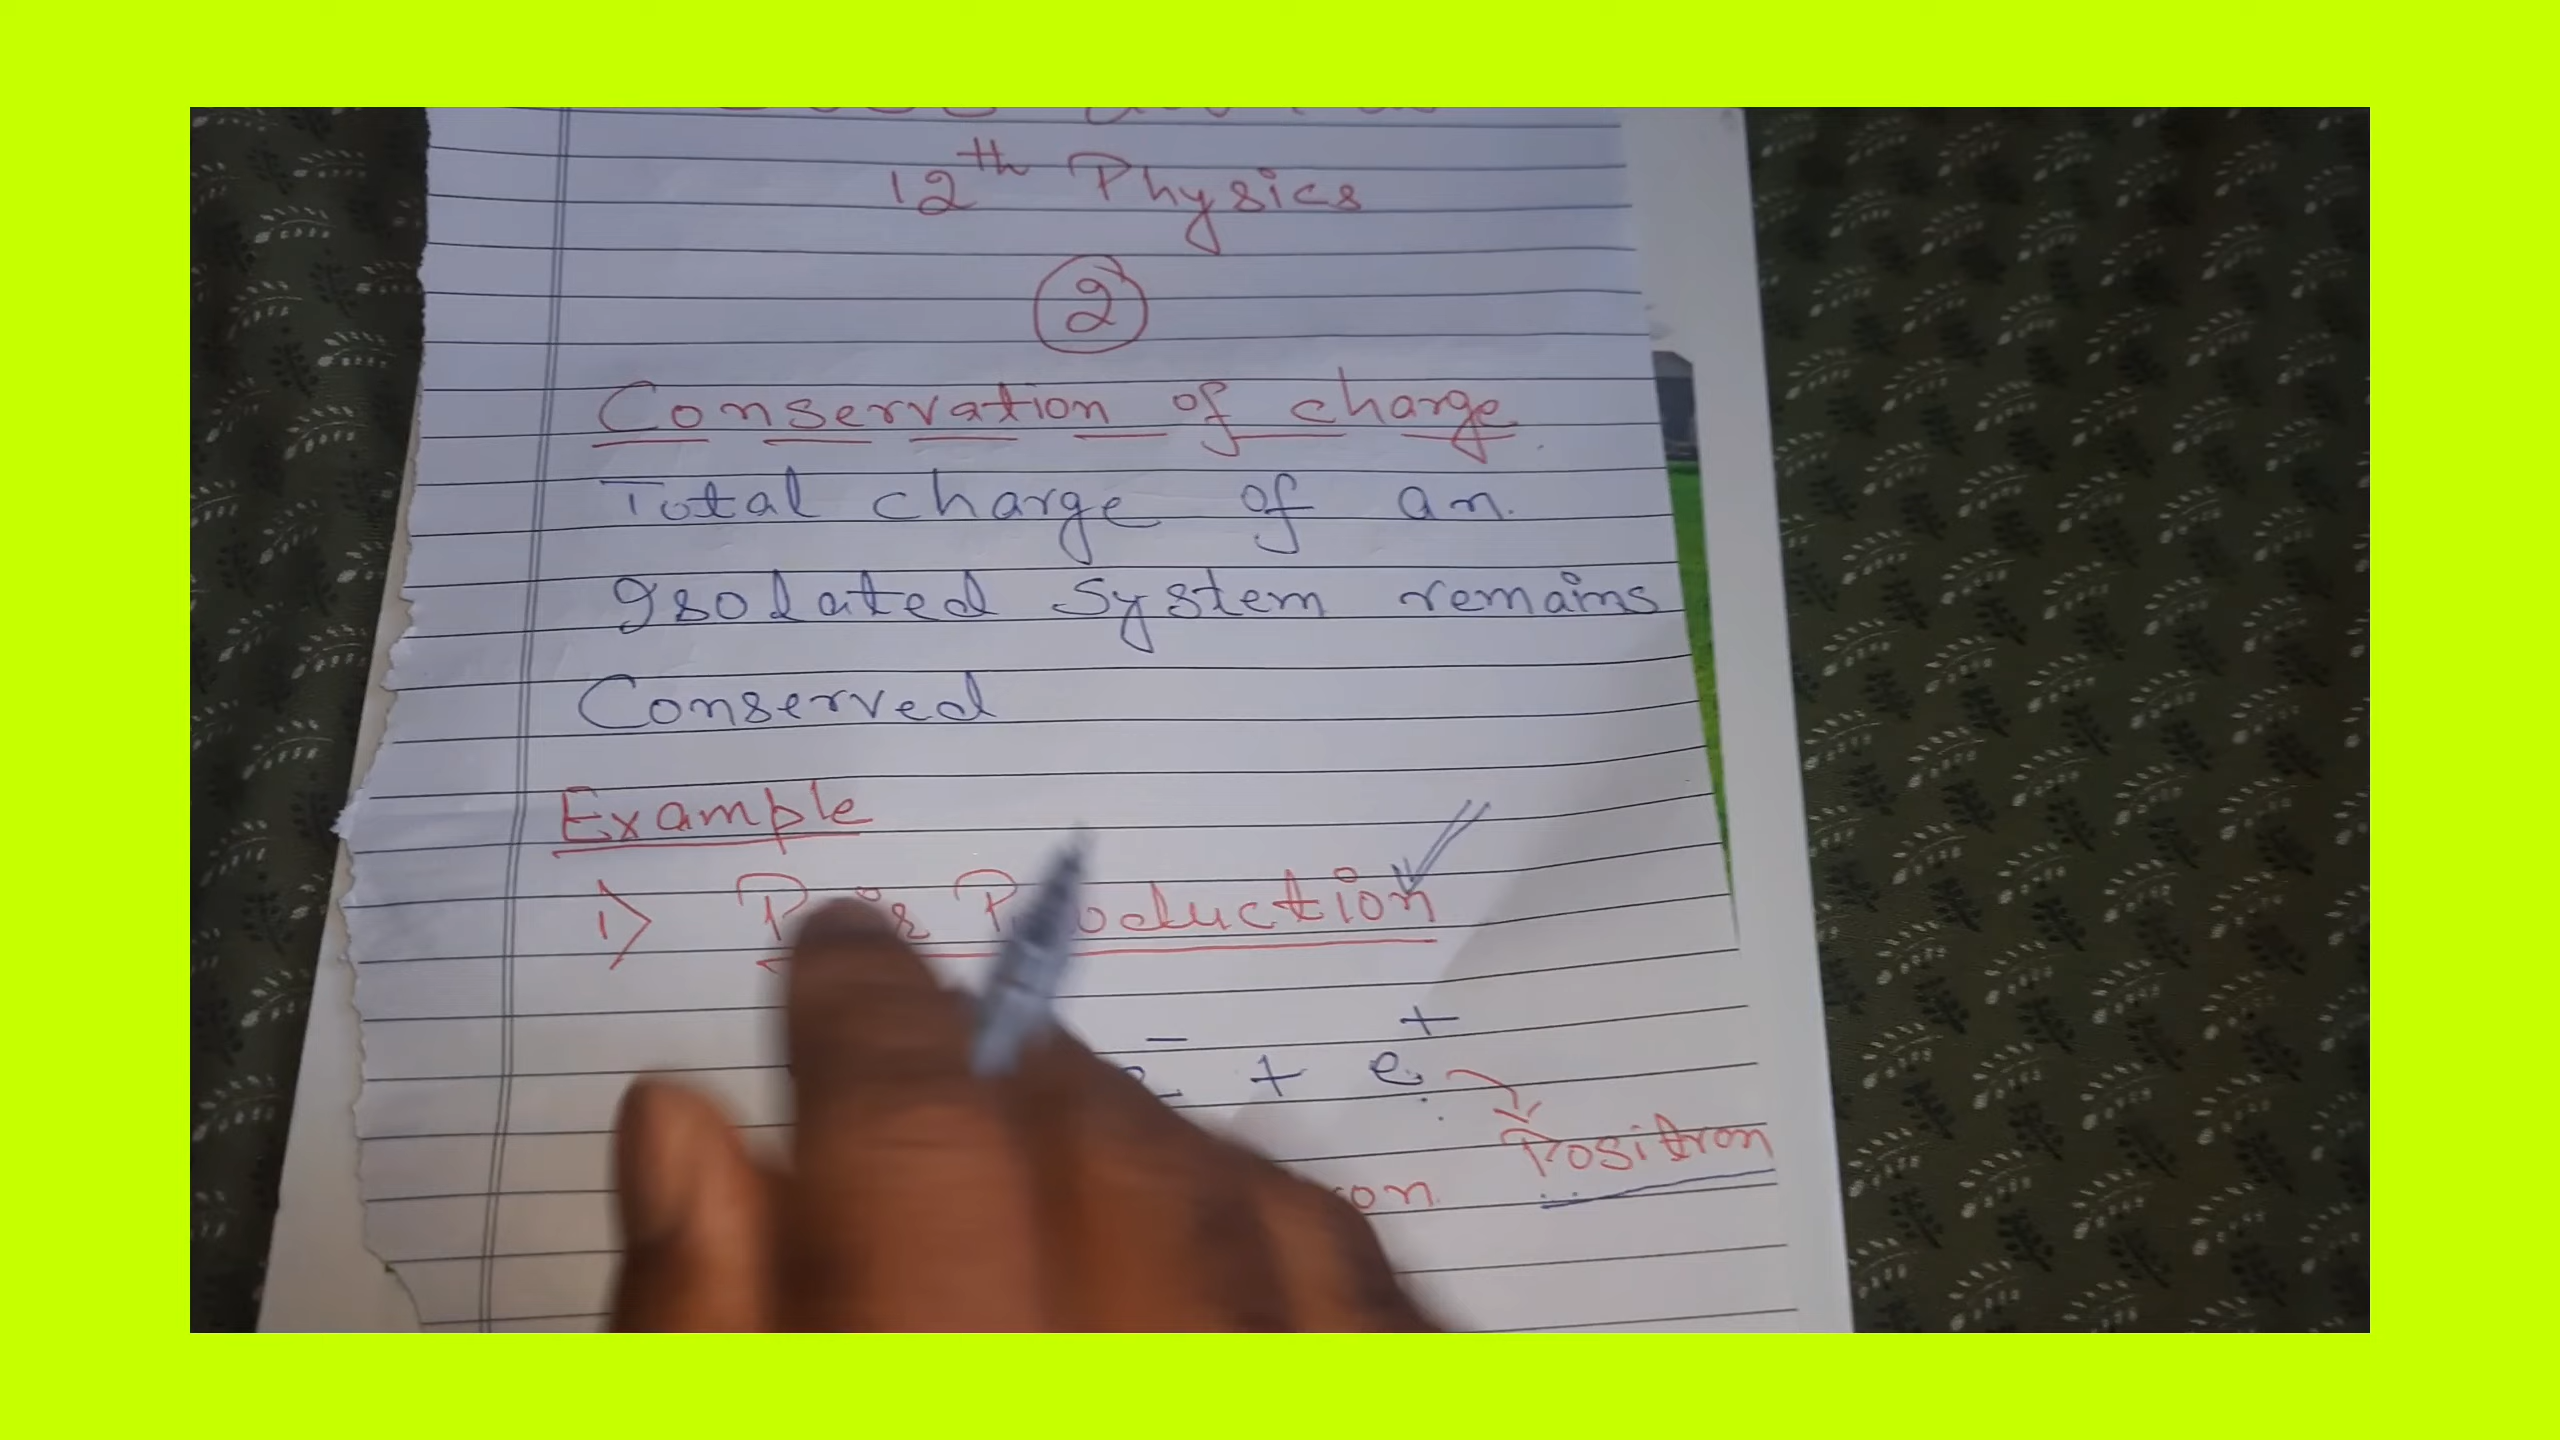 12th Physics
2
Conservation of charge
Total charge of an
Isolated System remains
Conserved
Example
1) Production
- +
+ e
Positron